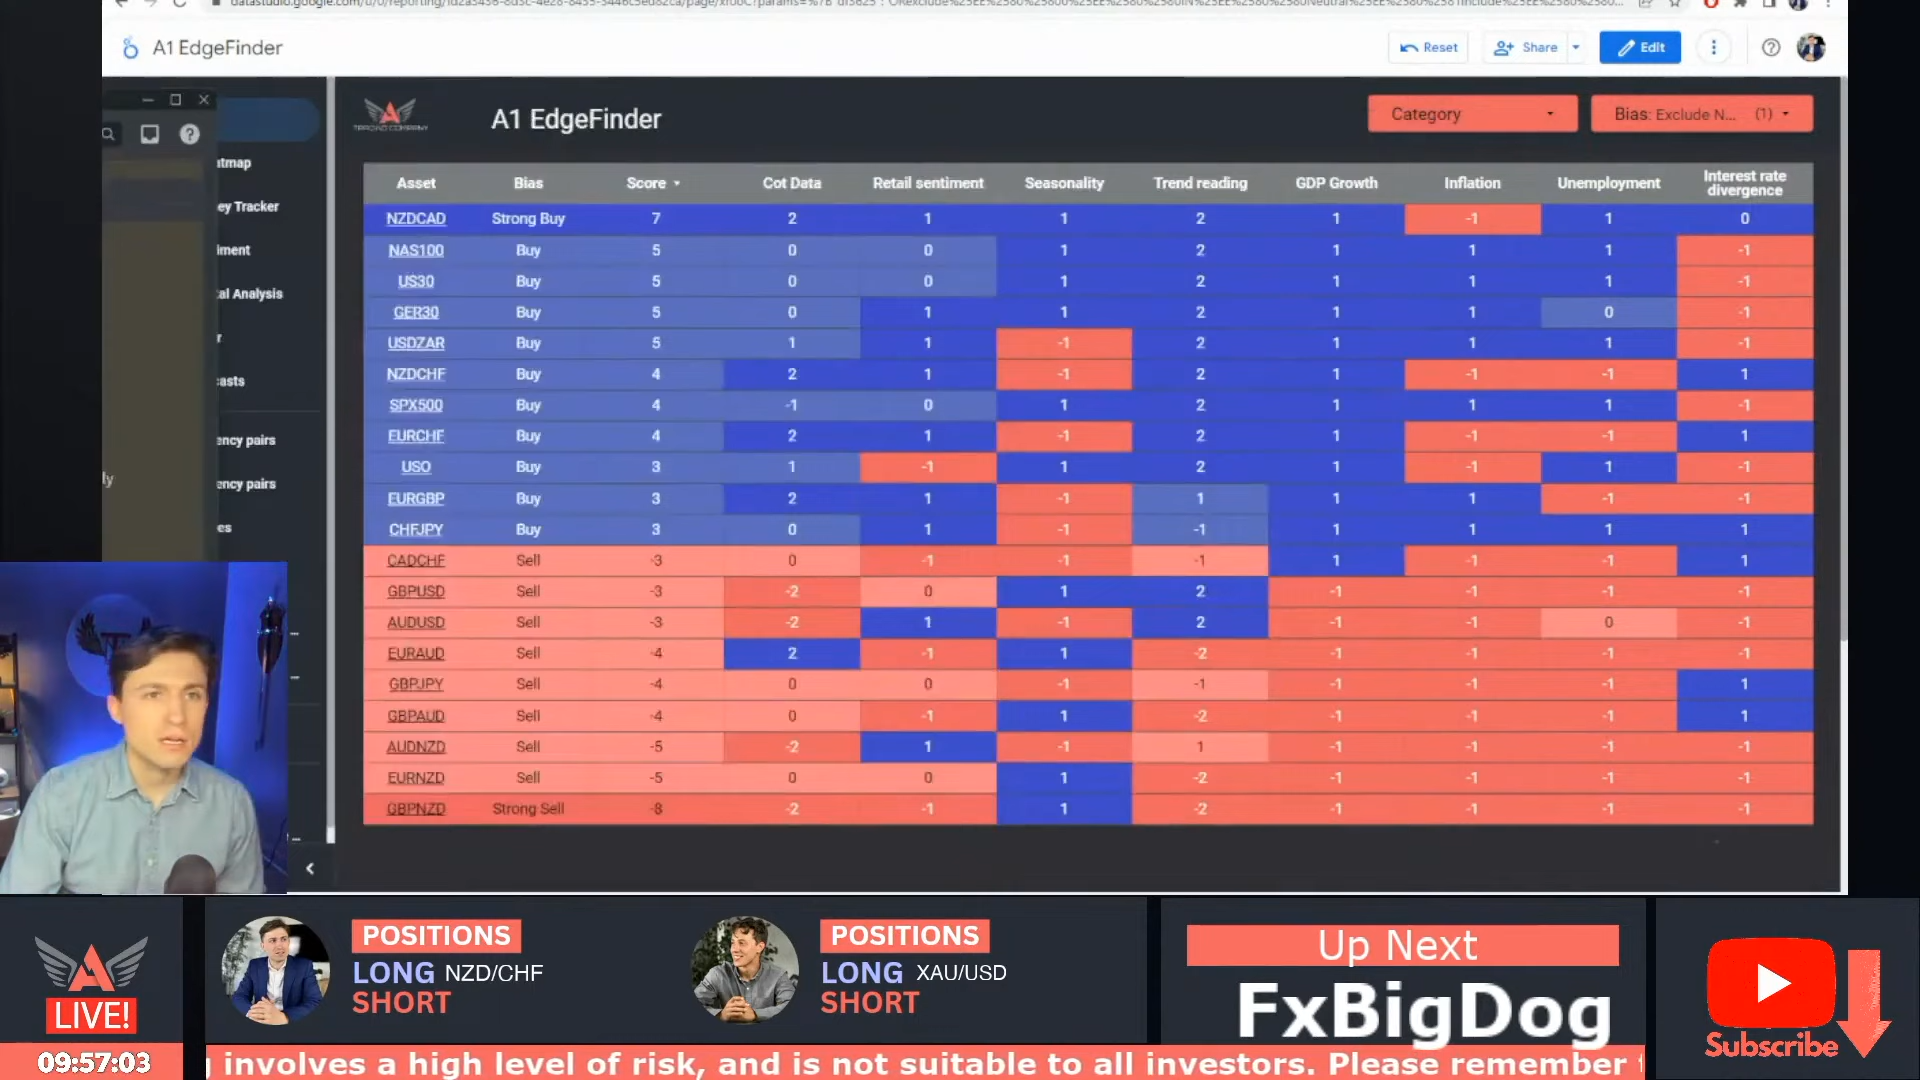 A1 EdgeFinder
Reset
Share
Edit
tmap
ey Tracker
iment
al Analysis
r
asts
ency pairs
ency pairs
es
ly
TRADING COMPANY
A1 EdgeFinder
Category
Bias: Exclude N... (1)
Asset Bias Score Cot Data Retail sentiment Seasonality Trend reading GDP Growth Inflation Unemployment Interest rate divergence
NZDCAD Strong Buy 7 2 1 1 2 1 -1 1 0
NAS100 Buy 5 0 0 1 2 1 1 1 -1
US30 Buy 5 0 0 1 2 1 1 1 -1
GER30 Buy 5 0 1 1 2 1 1 0 -1
USDZAR Buy 5 1 1 -1 2 1 1 1 -1
NZDCHF Buy 4 2 1 -1 2 1 -1 -1 1
SPX500 Buy 4 -1 0 1 2 1 1 1 -1
EURCHF Buy 4 2 1 -1 2 1 -1 -1 1
USO Buy 3 1 -1 1 2 1 -1 1 -1
EURGBP Buy 3 2 1 -1 1 1 1 -1 -1
CHFJPY Buy 3 0 1 -1 -1 1 1 1 1
CADCHF Sell -3 0 -1 -1 -1 1 -1 -1 1
GBPUSD Sell -3 -2 0 1 2 -1 -1 -1 -1
AUDUSD Sell -3 -2 1 -1 2 -1 -1 0 -1
EURAUD Sell -4 2 -1 1 -2 -1 -1 -1 -1
GBPJPY Sell -4 0 0 -1 -1 -1 -1 -1 1
GBPAUD Sell -4 0 -1 1 -2 -1 -1 -1 1
AUDNZD Sell -5 -2 1 -1 1 -1 -1 -1 -1
EURNZD Sell -5 0 0 1 -2 -1 -1 -1 -1
GBPNZD Strong Sell -8 -2 -1 1 -2 -1 -1 -1 -1
LIVE!
09:57:03
POSITIONS
LONG NZD/CHF
SHORT
POSITIONS
LONG XAU/USD
SHORT
Up Next
FxBigDog
Subscribe
involves a high level of risk, and is not suitable to all investors. Please remember